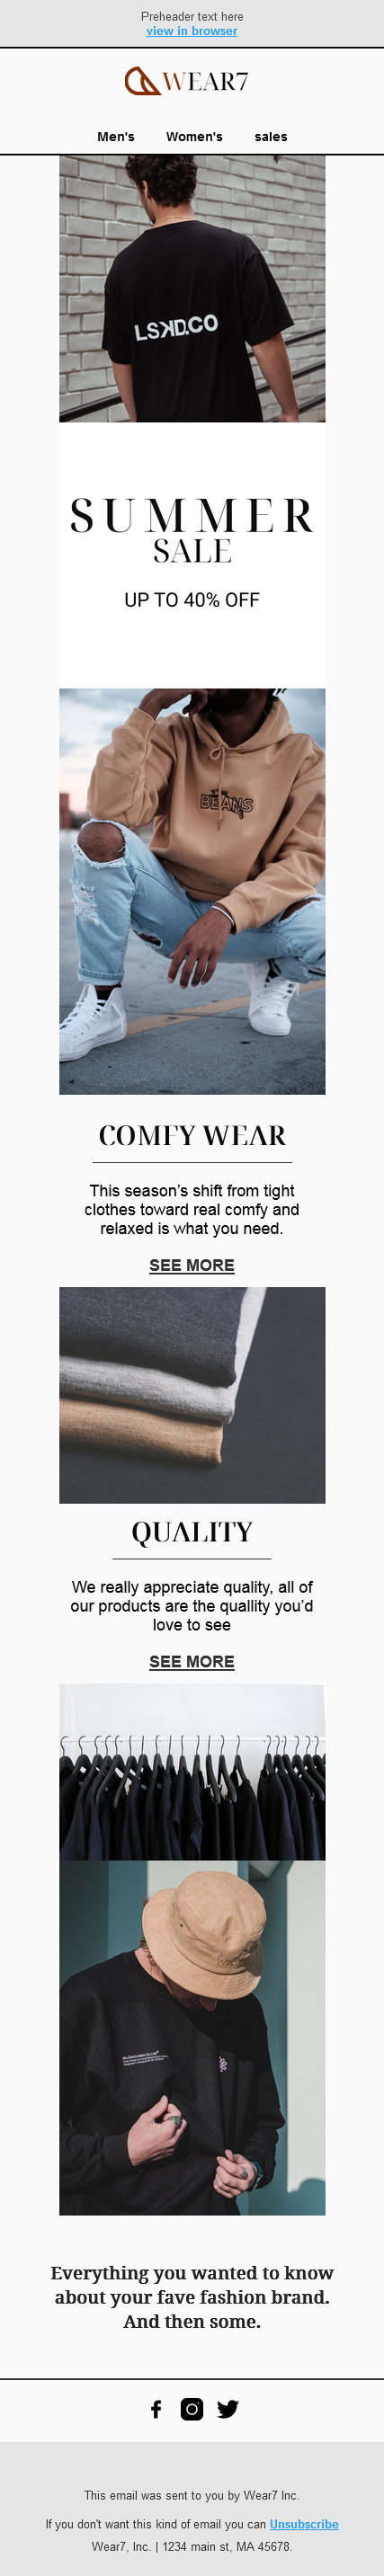 Preheader text here
view in browser
WEAR7
Men's Women's sales
LSKD.CO
SUMMER
SALE
UP TO 40% OFF
BEANS
COMFY WEAR
This season's shift from tight
clothes toward real comfy and
relaxed is what you need.
SEE MORE
QUALITY
We really appreciate quality, all of
our products are the quallity you'd
love to see
SEE MORE
Everything you wanted to know
about your fave fashion brand.
And then some.
This email was sent to you by Wear7 Inc.
If you don't want this kind of email you can Unsubscribe
Wear7, Inc. | 1234 main st, MA 45678.